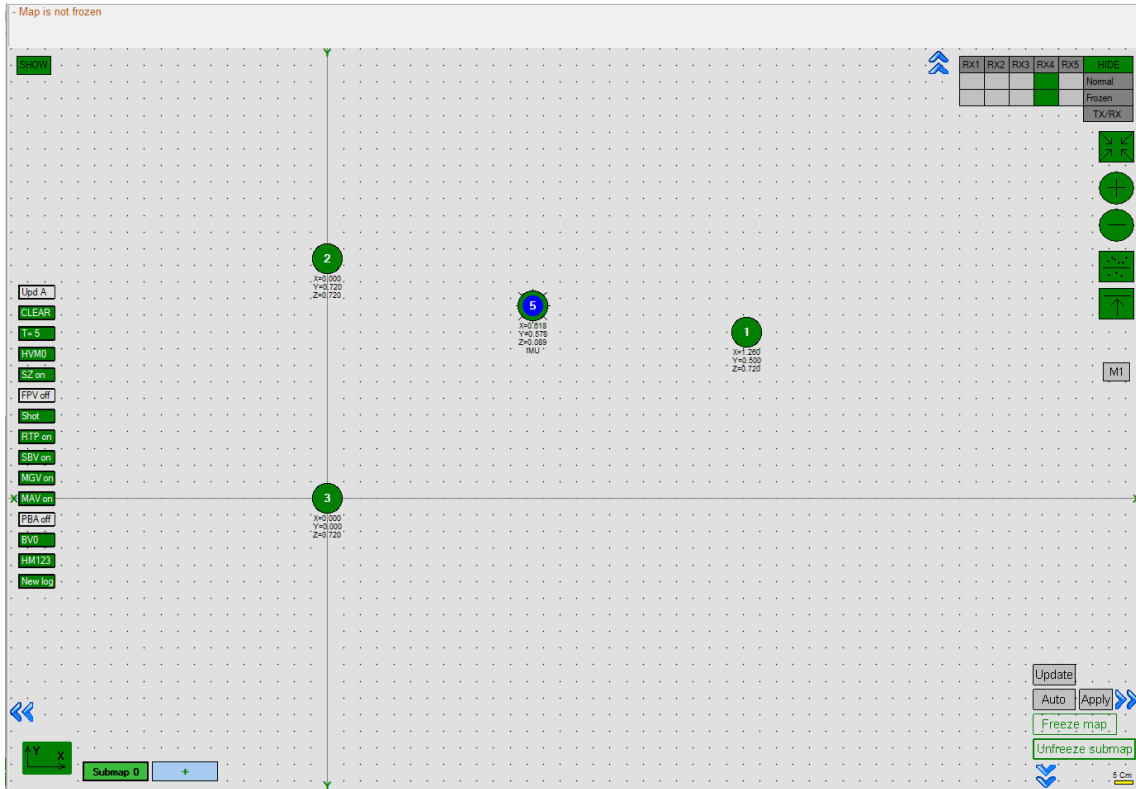 - Map is not frozen
Y
SHOW
RX1 RX2 RX3 RX4 RX5 HIDE
Normal
Frozen
TX/RX
2
X=0.000
Y=0.720
Z=0.720
5
X=0.618
Y=0.576
Z=0.089
IMU
1
X=1.260
Y=0.500
Z=0.720
M1
Upd A
CLEAR
T= 5
HVM0
SZ on
FPV off
Shot
RTP on
SBV on
MGV on
X MAV on
PBA off
BV0
HM123
New log
3
X=0.000
Y=0.000
Z=0.720
X
Update
Auto Apply
Freeze map
Unfreeze submap
Y X
Submap 0 +
Y
5 Cm